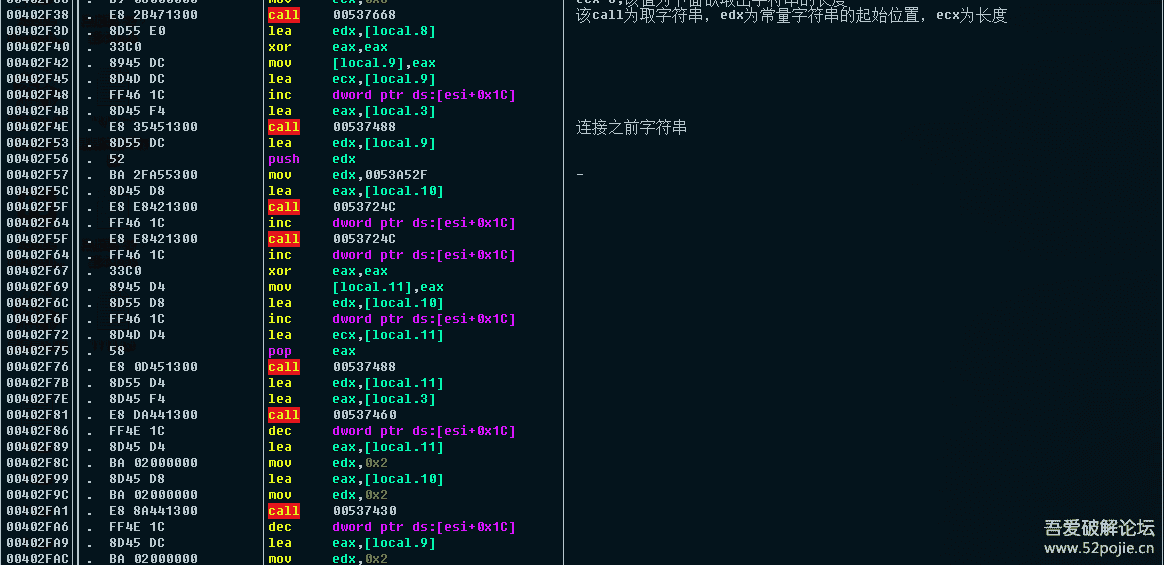 00402F38 . E8 2B471300 call 00537668 该call为取字符串，edx为常量字符串的起始位置，ecx为长度
00402F3D . 8D55 E0 lea edx,[local.8]
00402F40 . 33C0 xor eax,eax
00402F42 . 8945 DC mov [local.9],eax
00402F45 . 8D4D DC lea ecx,[local.9]
00402F48 . FF46 1C inc dword ptr ds:[esi+0x1C]
00402F4B . 8D45 F4 lea eax,[local.3]
00402F4E . E8 35451300 call 00537488 连接之前字符串
00402F53 . 8D55 DC lea edx,[local.9]
00402F56 . 52 push edx
00402F57 . BA 2FA55300 mov edx,0053A52F -
00402F5C . 8D45 D8 lea eax,[local.10]
00402F5F . E8 E8421300 call 0053724C
00402F64 . FF46 1C inc dword ptr ds:[esi+0x1C]
00402F5F . E8 E8421300 call 0053724C
00402F64 . FF46 1C inc dword ptr ds:[esi+0x1C]
00402F67 . 33C0 xor eax,eax
00402F69 . 8945 D4 mov [local.11],eax
00402F6C . 8D55 D8 lea edx,[local.10]
00402F6F . FF46 1C inc dword ptr ds:[esi+0x1C]
00402F72 . 8D4D D4 lea ecx,[local.11]
00402F75 . 58 pop eax
00402F76 . E8 0D451300 call 00537488
00402F7B . 8D55 D4 lea edx,[local.11]
00402F7E . 8D45 F4 lea eax,[local.3]
00402F81 . E8 DA441300 call 00537460
00402F86 . FF4E 1C dec dword ptr ds:[esi+0x1C]
00402F89 . 8D45 D4 lea eax,[local.11]
00402F8C . BA 02000000 mov edx,0x2
00402F99 . 8D45 D8 lea eax,[local.10]
00402F9C . BA 02000000 mov edx,0x2
00402FA1 . E8 8A441300 call 00537430
00402FA6 . FF4E 1C dec dword ptr ds:[esi+0x1C]
00402FA9 . 8D45 DC lea eax,[local.9]
00402FAC . BA 02000000 mov edx,0x2
吾爱破解论坛
www.52pojie.cn